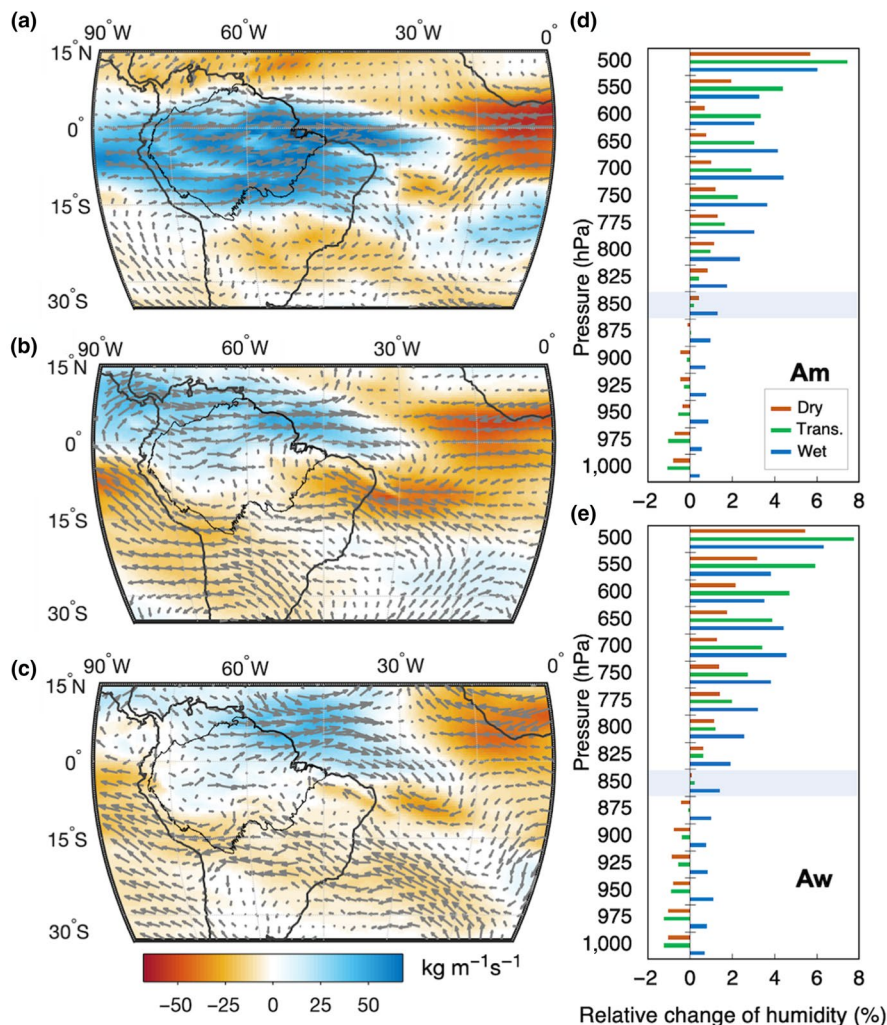 (a)
90°W 60°W 30°W 0°
15°N
0°
15°S
30°S
(b)
90°W 60°W 30°W 0°
15°N
0°
15°S
30°S
(c)
90°W 60°W 30°W 0°
15°N
0°
15°S
30°S
kg m⁻¹s⁻¹
−50 −25 0 25 50
(d)
Pressure (hPa)
500
550
600
650
700
750
775
800
825
850
875
900
925
950
975
1,000
Am
Dry
Trans.
Wet
−2 0 2 4 6 8
(e)
Pressure (hPa)
500
550
600
650
700
750
775
800
825
850
875
900
925
950
975
1,000
Aw
−2 0 2 4 6 8
Relative change of humidity (%)